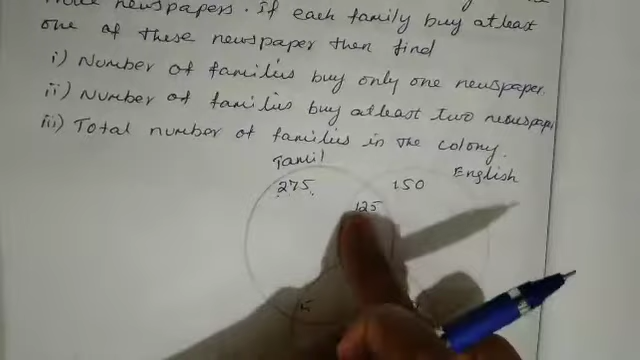 newspapers. If each family buy atleast
one of these newspaper then find
i) Number of families buy only one newspaper.
ii) Number of families buy atleast two newspaper
iii) Total number of families in the colony.
Tamil
English
275 150
125